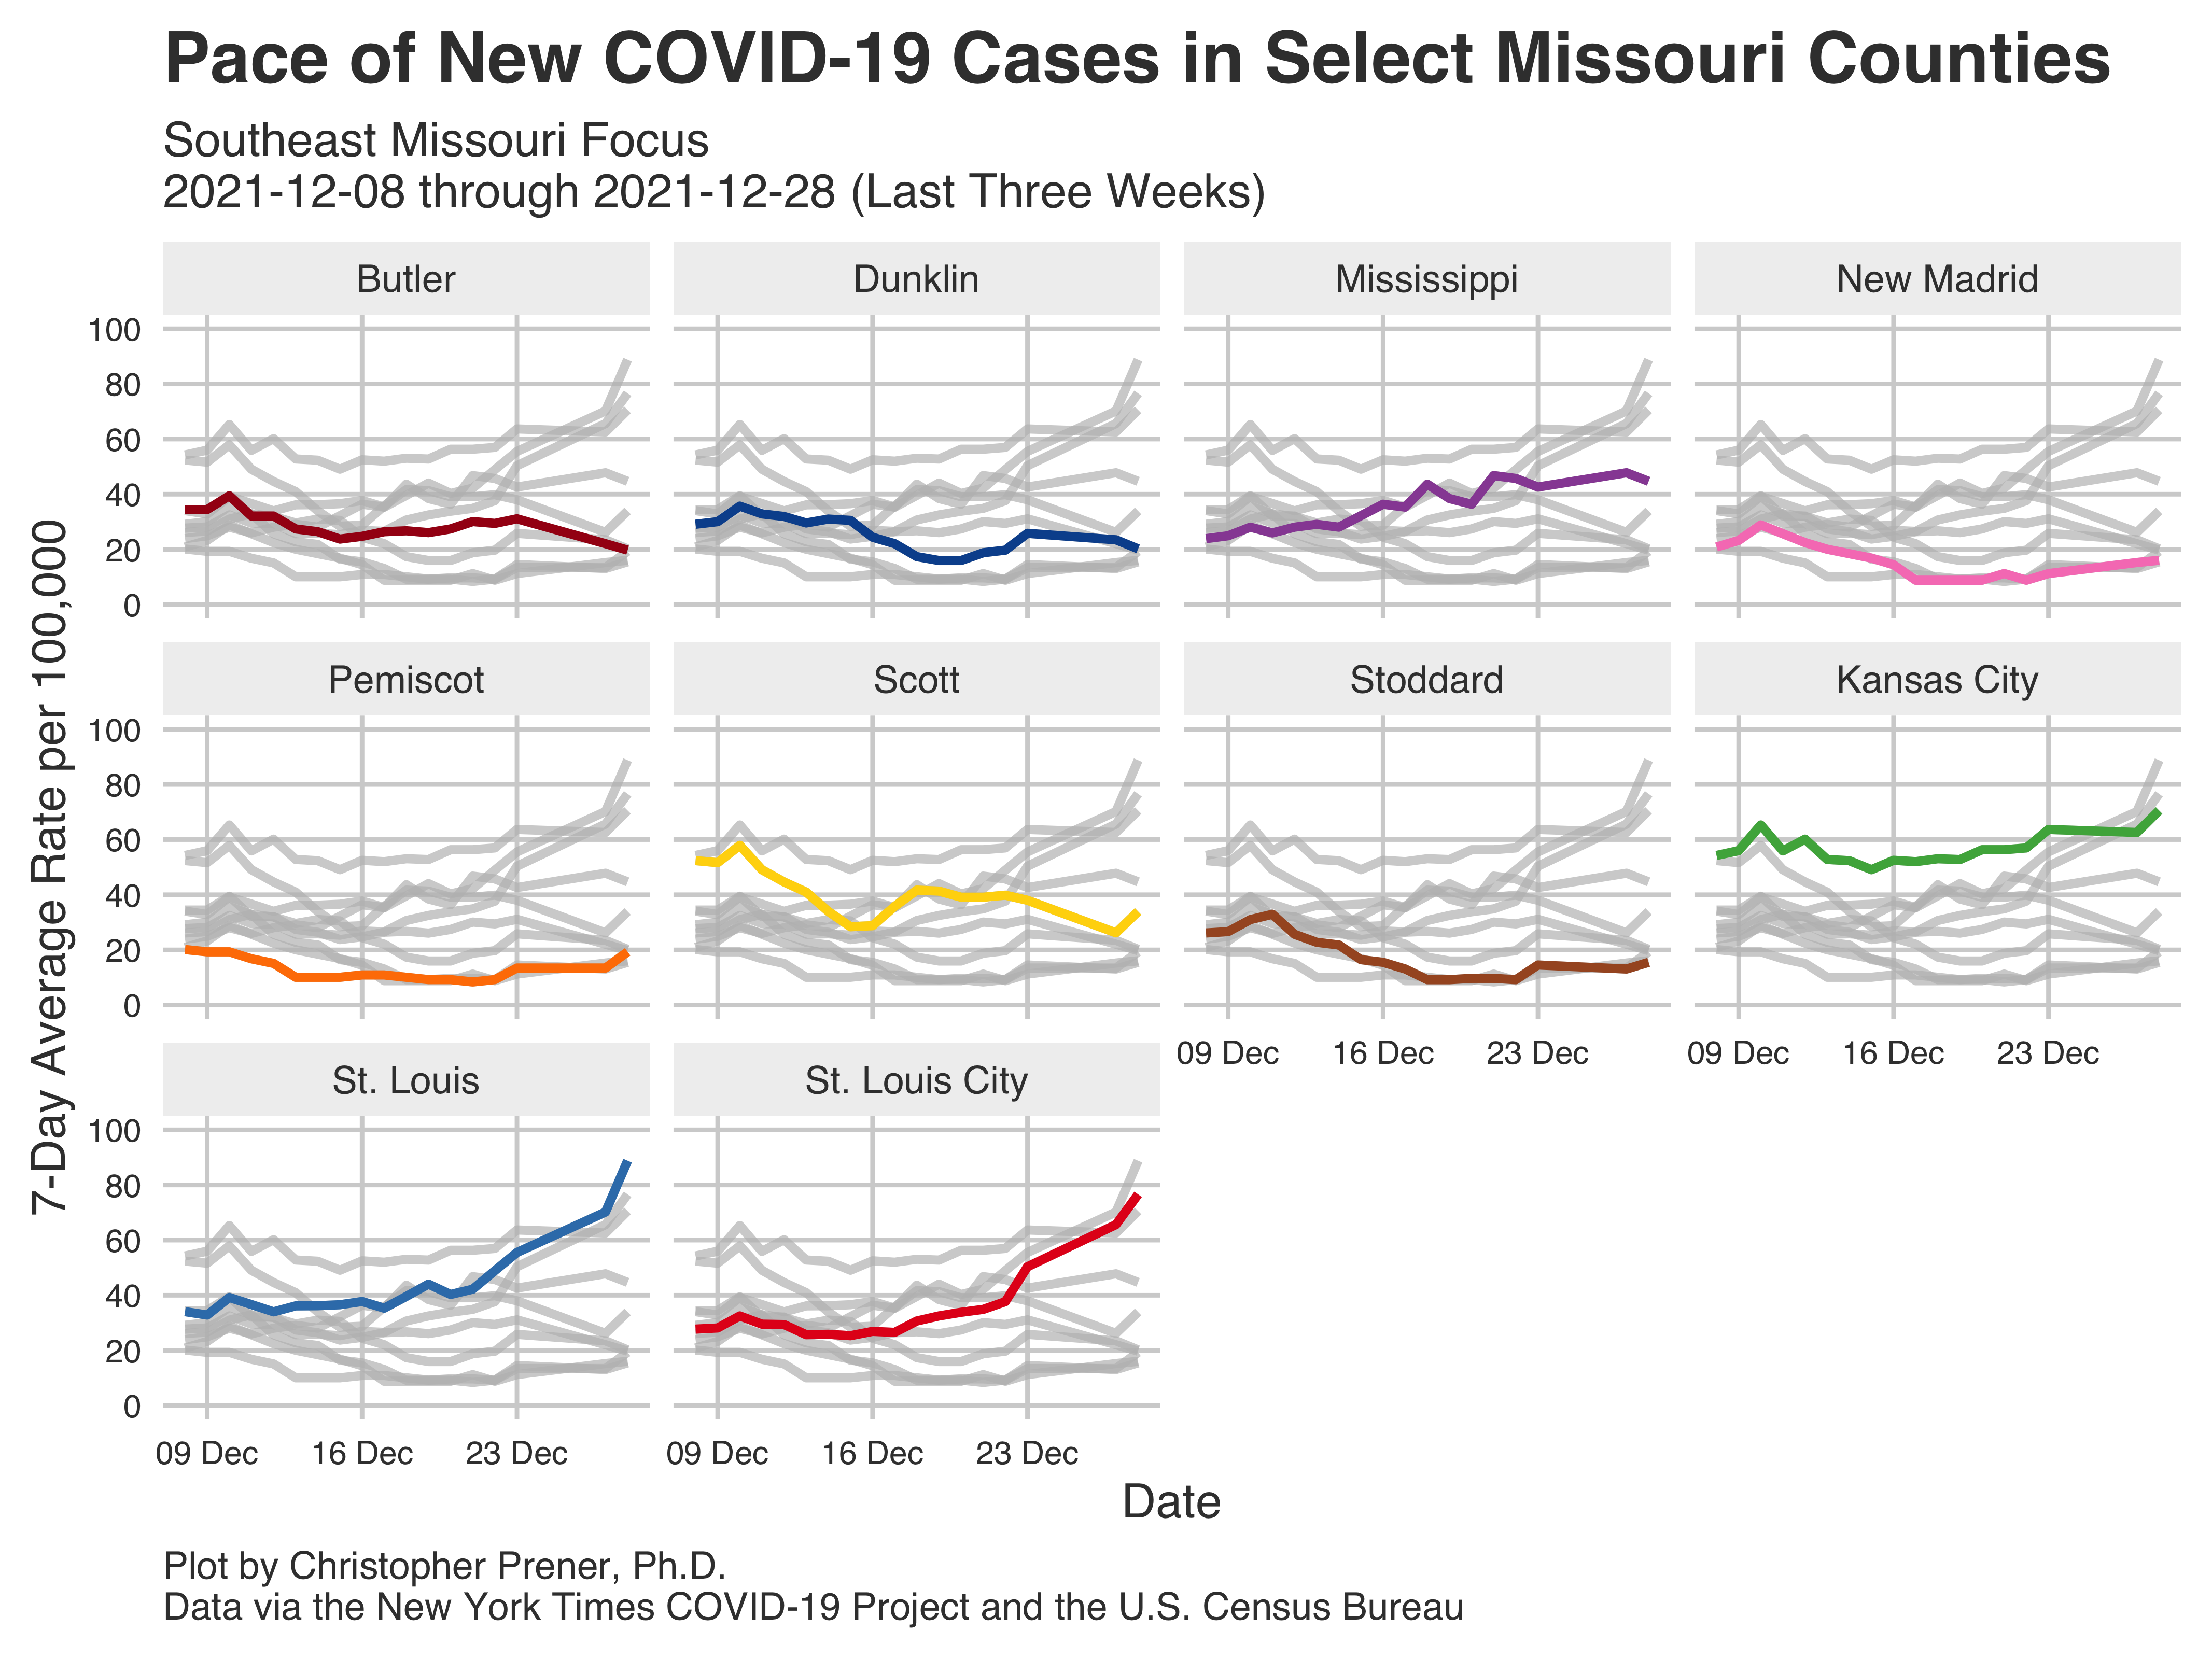 Pace of New COVID-19 Cases in Select Missouri Counties
Southeast Missouri Focus
2021-12-08 through 2021-12-28 (Last Three Weeks)
7-Day Average Rate per 100,000
Butler
Dunklin
Mississippi
New Madrid
100
80
60
40
20
0
Pemiscot
Scott
Stoddard
Kansas City
100
80
60
40
20
0
09 Dec
16 Dec
23 Dec
09 Dec
16 Dec
23 Dec
St. Louis
St. Louis City
100
80
60
40
20
0
09 Dec
16 Dec
23 Dec
09 Dec
16 Dec
23 Dec
Date
Plot by Christopher Prener, Ph.D.
Data via the New York Times COVID-19 Project and the U.S. Census Bureau